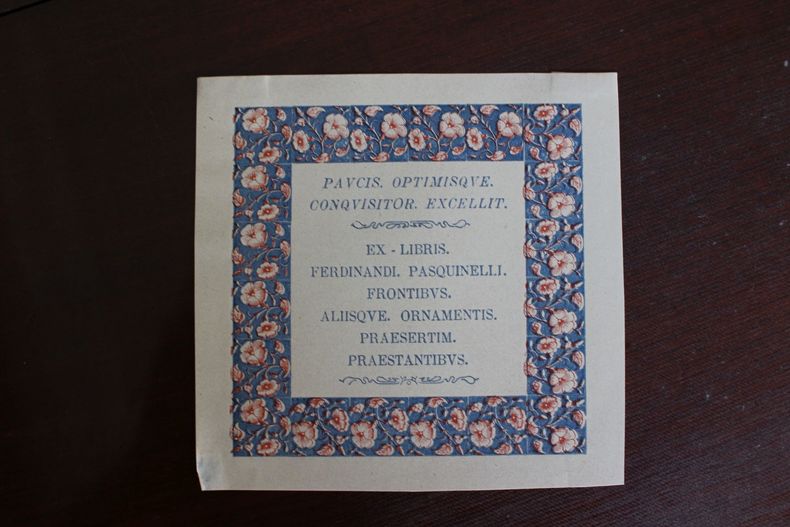 PAVCIS. OPTIMISQVE.
CONQVISITOR. EXCELLIT.
EX - LIBRIS.
FERDINANDI. PASQUINELLI.
FRONTIBVS.
ALIISQVE. ORNAMENTIS.
PRAESERTIM.
PRAESTANTIBVS.